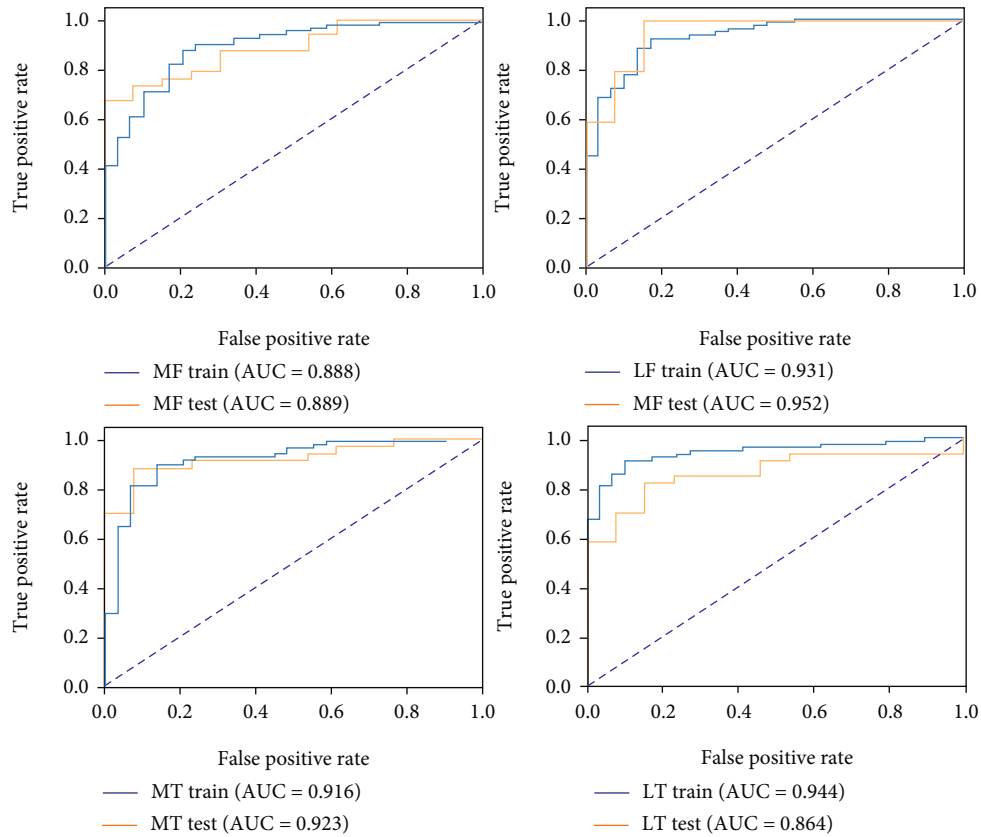 1.0
0.8
0.6
0.4
0.2
0.0
True positive rate
0.0 0.2 0.4 0.6 0.8 1.0
False positive rate
MF train (AUC = 0.888)
MF test (AUC = 0.889)
1.0
0.8
0.6
0.4
0.2
0.0
True positive rate
0.0 0.2 0.4 0.6 0.8 1.0
False positive rate
LF train (AUC = 0.931)
MF test (AUC = 0.952)
1.0
0.8
0.6
0.4
0.2
0.0
True positive rate
0.0 0.2 0.4 0.6 0.8 1.0
False positive rate
MT train (AUC = 0.916)
MT test (AUC = 0.923)
1.0
0.8
0.6
0.4
0.2
0.0
True positive rate
0.0 0.2 0.4 0.6 0.8 1.0
False positive rate
LT train (AUC = 0.944)
LT test (AUC = 0.864)